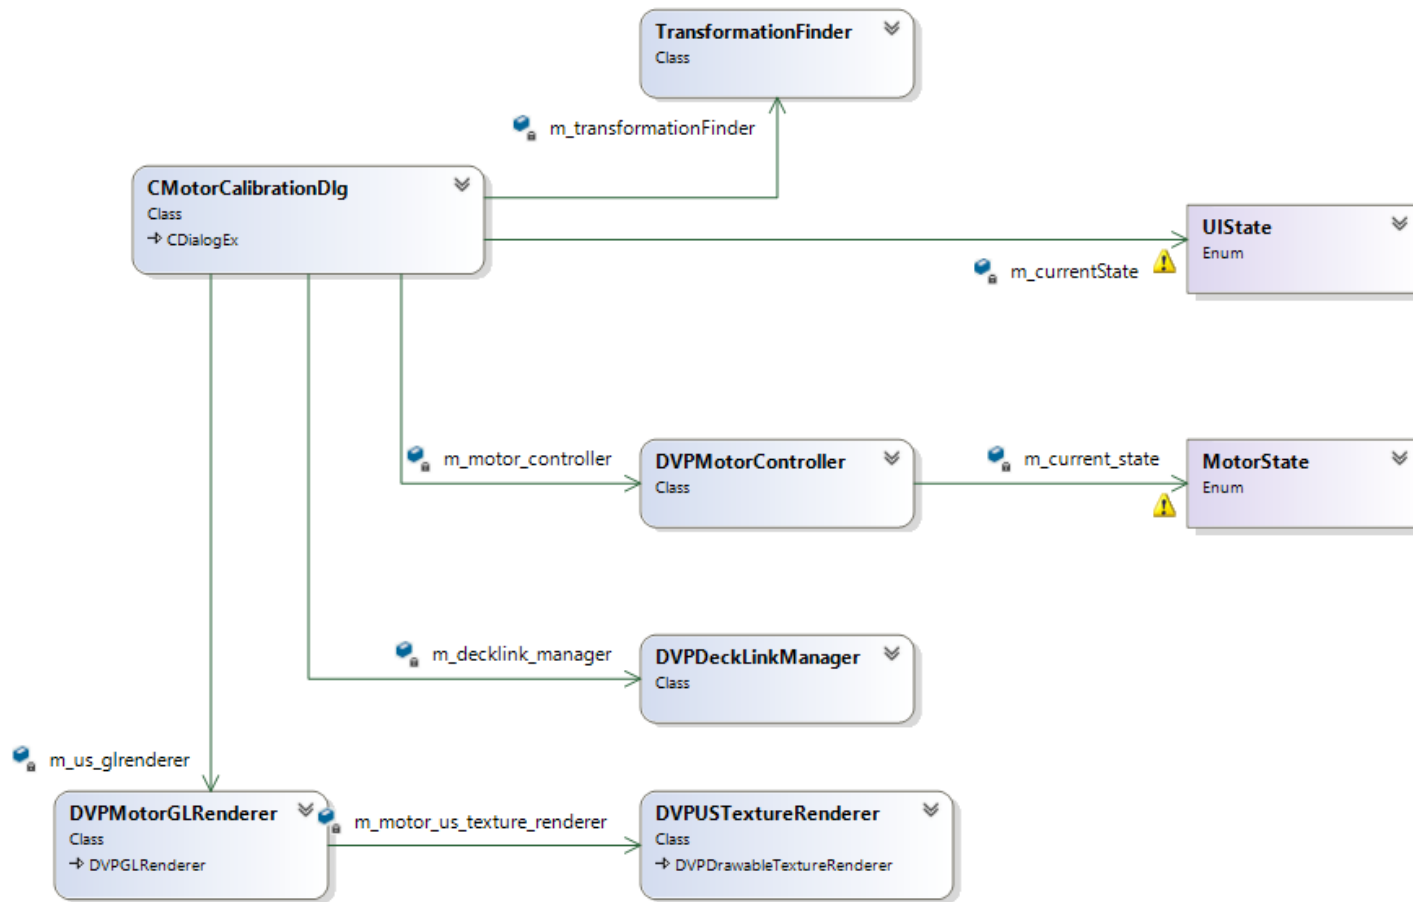 TransformationFinder
Class
m_transformationFinder
CMotorCalibrationDlg
Class
CDialogEx
UIState
Enum
m_currentState
m_motor_controller
DVPMotorController
Class
m_current_state
MotorState
Enum
m_decklink_manager
DVPDeckLinkManager
Class
m_us_glrenderer
DVPMotorGLRenderer
Class
DVPGLRenderer
m_motor_us_texture_renderer
DVPUSTextureRenderer
Class
DVPDrawableTextureRenderer